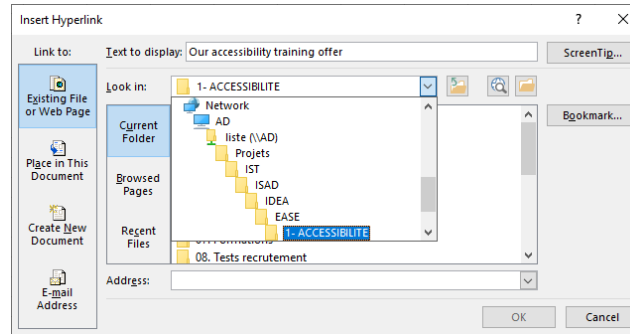 Insert Hyperlink
? X
Link to:
Text to display: Our accessibility training offer
ScreenTip...
Existing File
or Web Page
Look in:
1- ACCESSIBILITE
Current
Folder
Network
AD
liste (\\AD)
Projets
IST
ISAD
IDEA
EASE
1- ACCESSIBILITE
Bookmark...
Place in This
Document
Browsed
Pages
Create New
Document
Recent
Files
08. Tests recrutement
E-mail
Address
Address:
OK
Cancel